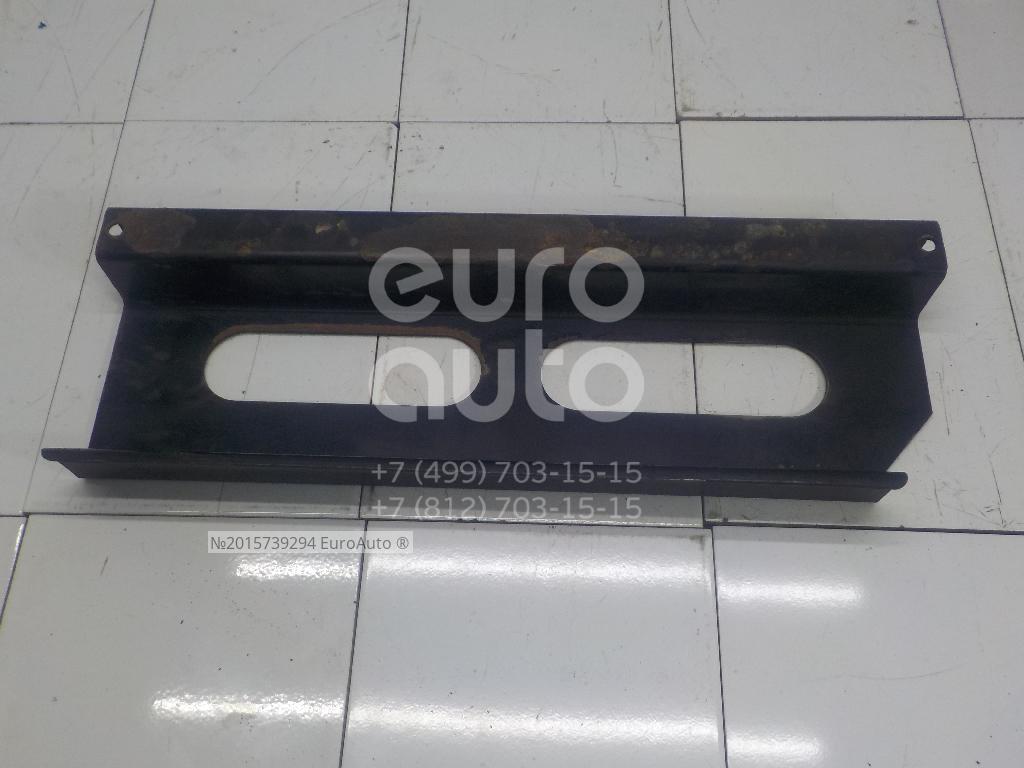 euro
auto
+7 (499) 703-15-15
+7 (812) 703-15-15
№2015739294 EuroAuto ®